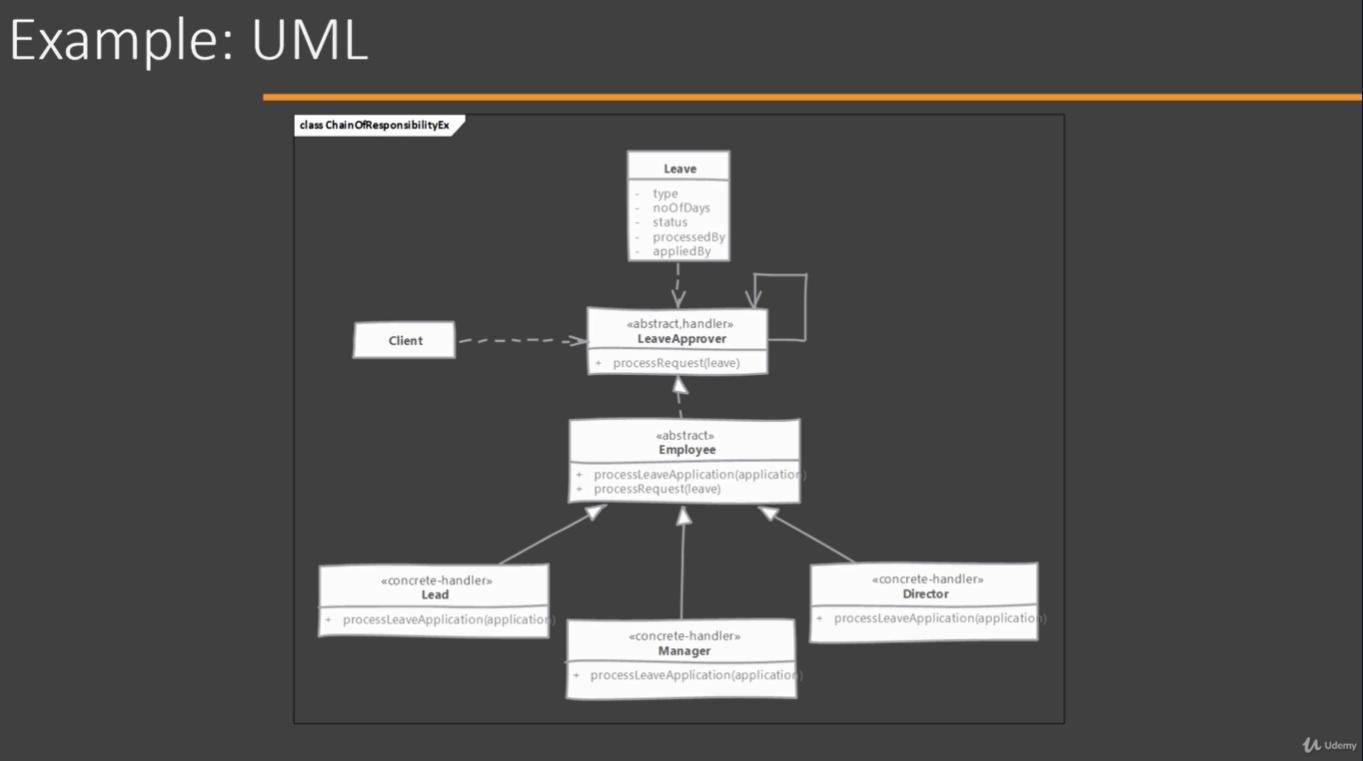 Example: UML
class ChainOfResponsibilityEx
Leave
- type
- noOfDays
- status
- processedBy
- appliedBy
Client
«abstract,handler»
LeaveApprover
+ processRequest(leave)
«abstract»
Employee
+ processLeaveApplication(application)
+ processRequest(leave)
«concrete-handler»
Lead
+ processLeaveApplication(application)
«concrete-handler»
Manager
+ processLeaveApplication(application)
«concrete-handler»
Director
+ processLeaveApplication(application)
Udemy